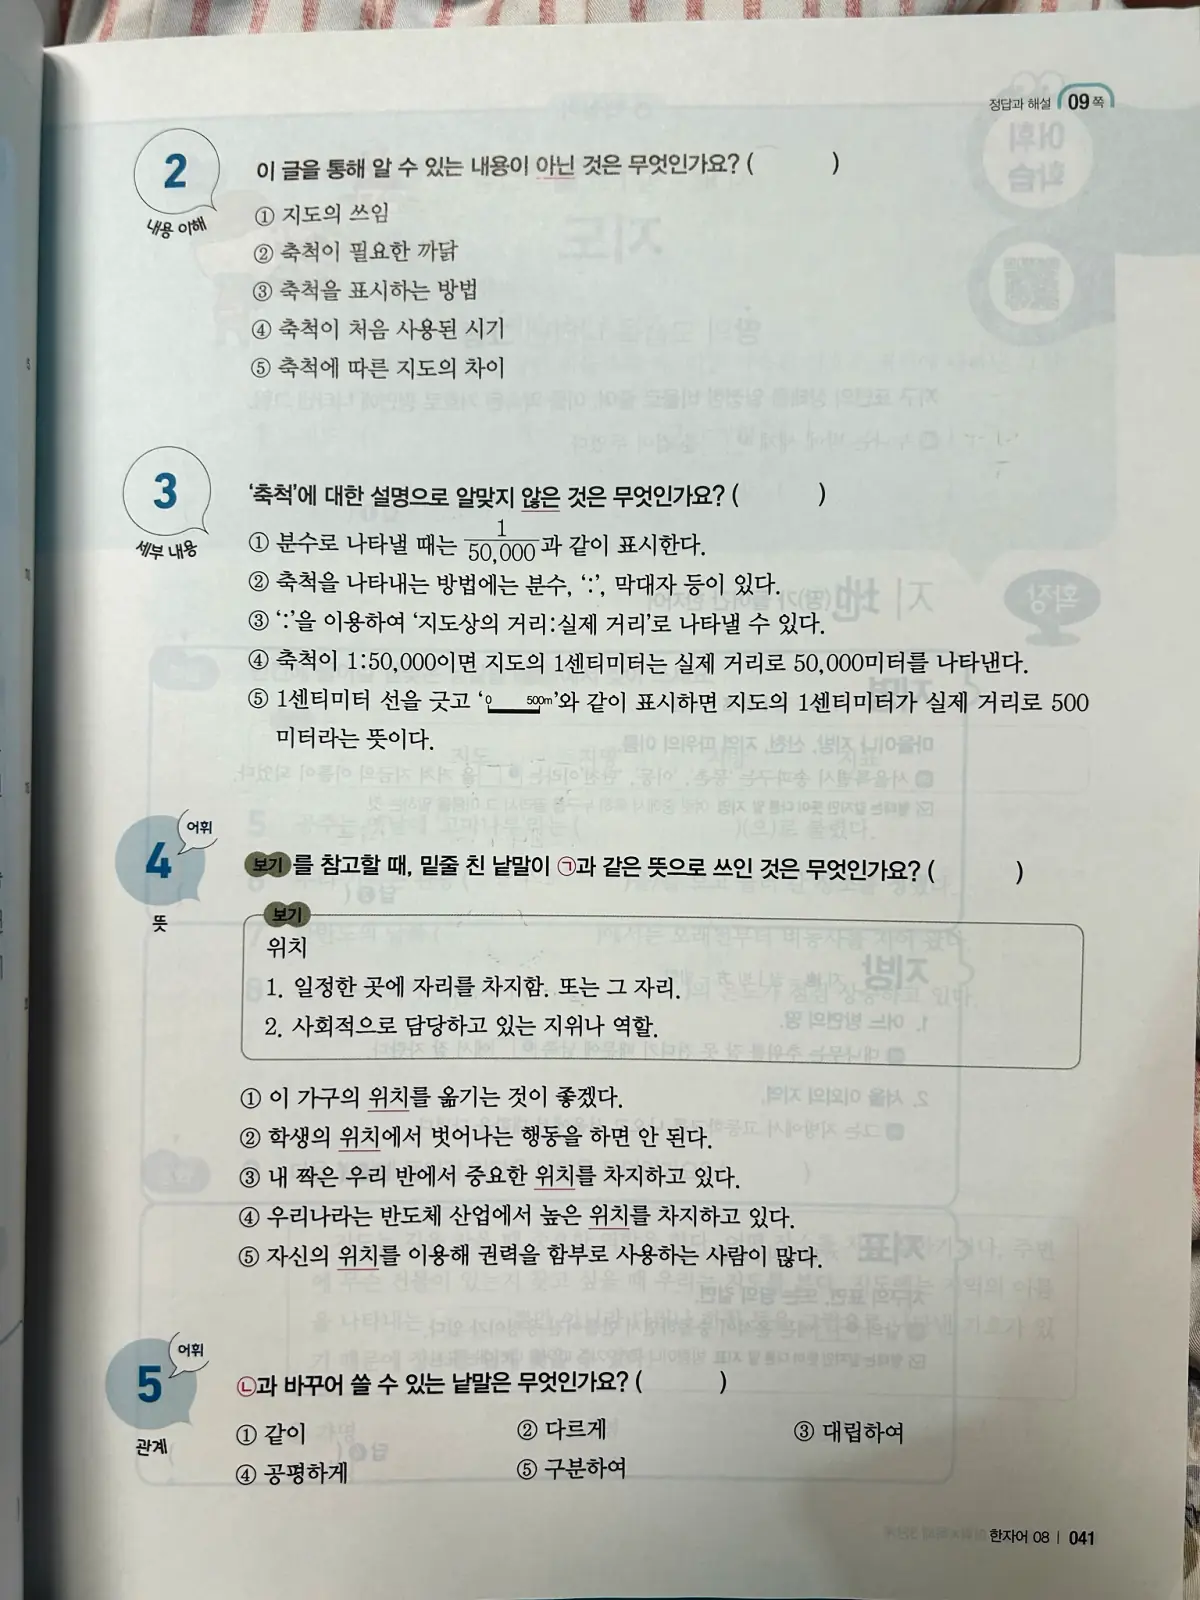 정답과 해설 09쪽
2
내용 이해
이 글을 통해 알 수 있는 내용이 아닌 것은 무엇인가요? ( )
① 지도의 쓰임
② 축척이 필요한 까닭
③ 축척을 표시하는 방법
④ 축척이 처음 사용된 시기
⑤ 축척에 따른 지도의 차이
3
세부 내용
'축척'에 대한 설명으로 알맞지 않은 것은 무엇인가요? ( )
① 분수로 나타낼 때는 1/50,000과 같이 표시한다.
② 축척을 나타내는 방법에는 분수, ':', 막대자 등이 있다.
③ ':'을 이용하여 '지도상의 거리:실제 거리'로 나타낼 수 있다.
④ 축척이 1:50,000이면 지도의 1센티미터는 실제 거리로 50,000미터를 나타낸다.
⑤ 1센티미터 선을 긋고 '0 500m'와 같이 표시하면 지도의 1센티미터가 실제 거리로 500
미터라는 뜻이다.
어휘
4
뜻
보기를 참고할 때, 밑줄 친 낱말이 ㉠과 같은 뜻으로 쓰인 것은 무엇인가요? ( )
보기
위치
1. 일정한 곳에 자리를 차지함. 또는 그 자리.
2. 사회적으로 담당하고 있는 지위나 역할.
① 이 가구의 위치를 옮기는 것이 좋겠다.
② 학생의 위치에서 벗어나는 행동을 하면 안 된다.
③ 내 짝은 우리 반에서 중요한 위치를 차지하고 있다.
④ 우리나라는 반도체 산업에서 높은 위치를 차지하고 있다.
⑤ 자신의 위치를 이용해 권력을 함부로 사용하는 사람이 많다.
어휘
5
관계
㉡과 바꾸어 쓸 수 있는 낱말은 무엇인가요? ( )
① 같이 ② 다르게 ③ 대립하여
④ 공평하게 ⑤ 구분하여
한자어 08 | 041